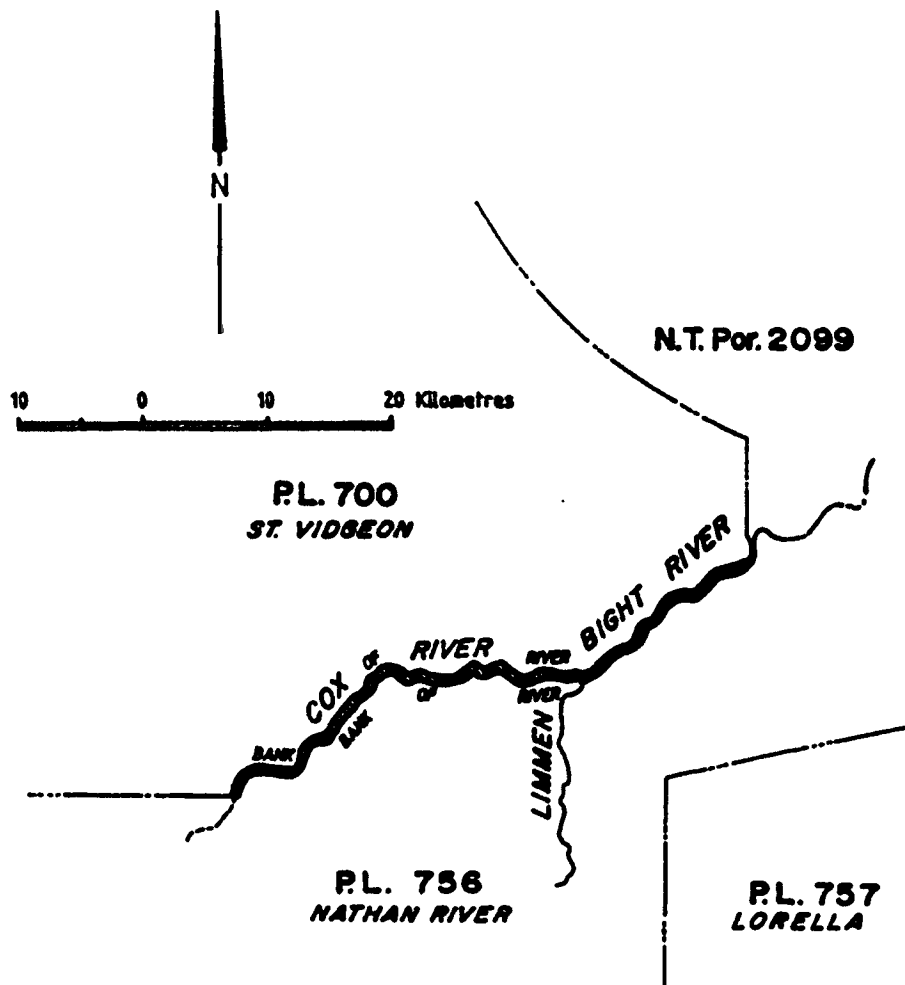 N
N.T. Por. 2099
10 0 10 20 Kilometres
P.L. 700
ST. VIDGEON
BIGHT RIVER
COX RIVER
BANK OF RIVER
BANK OF RIVER
LIMMEN
P.L. 756
NATHAN RIVER
P.L. 757
LORELLA